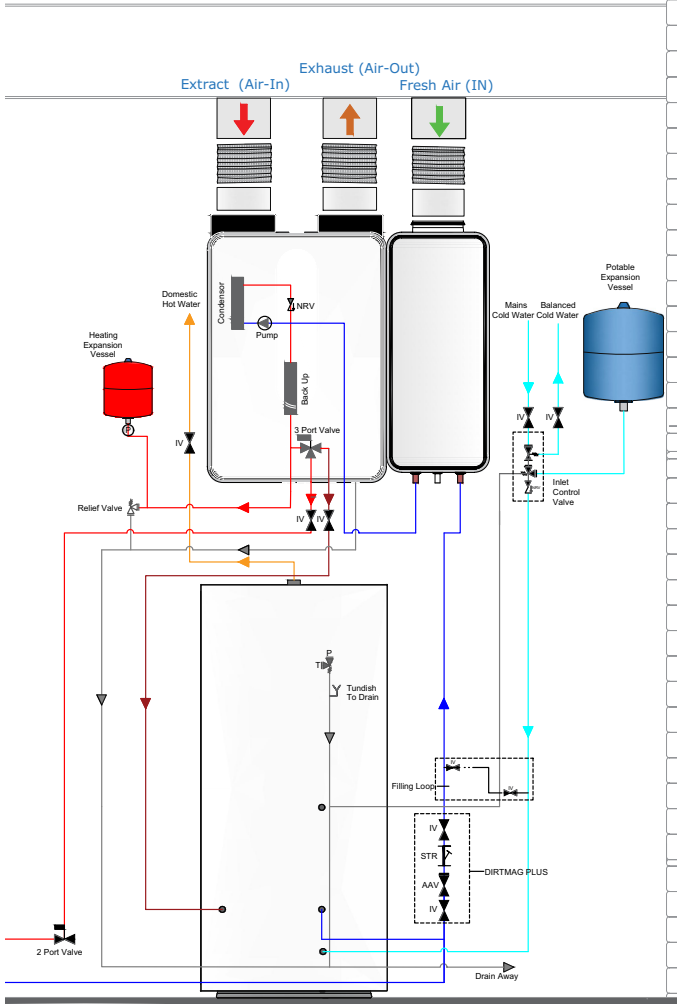 Exhaust (Air-Out)
Extract (Air-In)
Fresh Air (IN)
Potable
Expansion
Vessel
Domestic
Hot Water
Condensor
NRV
Pump
Mains
Cold Water
Balanced
Cold Water
Heating
Expansion
Vessel
P
Back Up
3 Port Valve
IV
IV
IV
Inlet
Control
Valve
NRV
Relief Valve
IV
IV
P
T
Tundish
To Drain
IV
IV
Filling Loop
IV
STR
DIRTMAG PLUS
AAV
IV
2 Port Valve
Drain Away